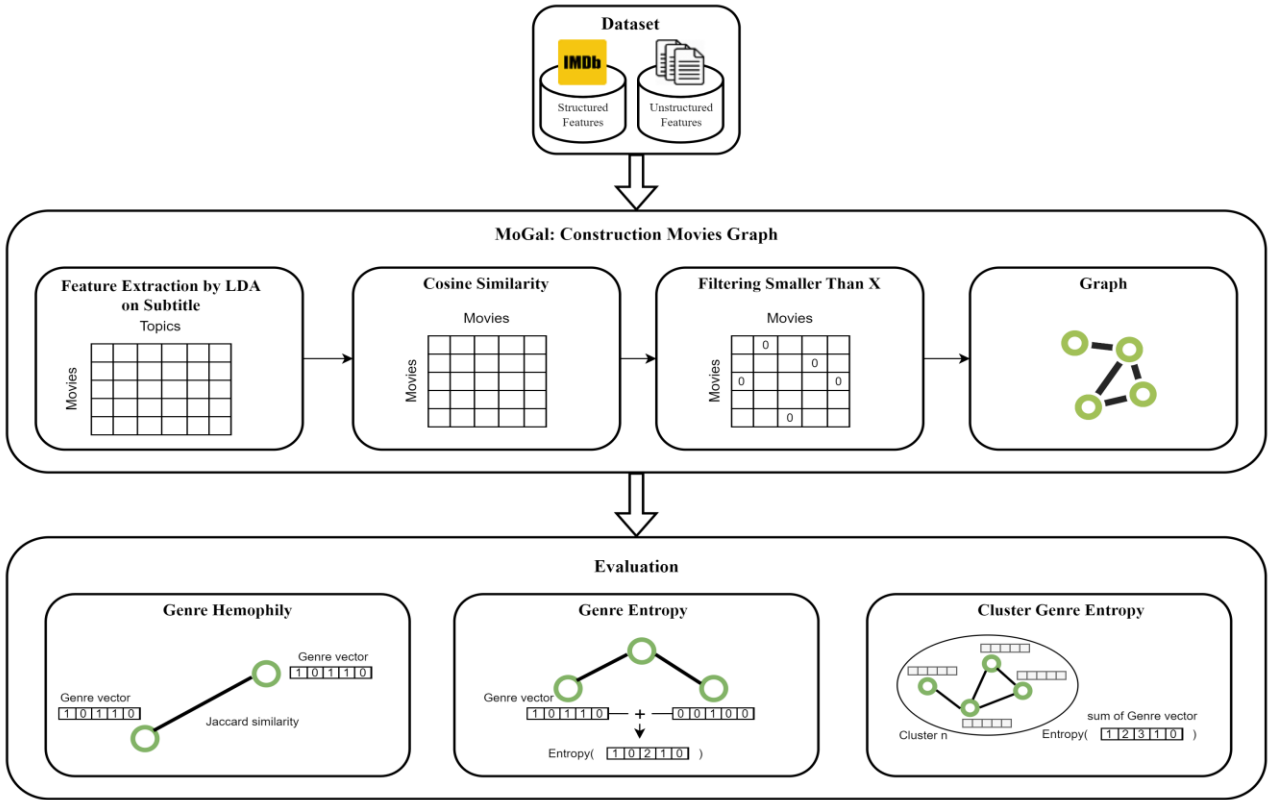 Dataset
IMDb
Structured
Features
Unstructured
Features
MoGal: Construction Movies Graph
Feature Extraction by LDA
on Subtitle
Topics
Movies
Cosine Similarity
Movies
Movies
Filtering Smaller Than X
Movies
Movies
0
0
0 0
0
Graph
Evaluation
Genre Hemophily
Genre vector
1 0 1 1 0
Genre vector
1 0 1 1 0
Jaccard similarity
Genre Entropy
Genre vector
1 0 1 1 0 + 0 0 1 0 0
Entropy( 1 0 2 1 0 )
Cluster Genre Entropy
Cluster n
sum of Genre vector
Entropy( 1 2 3 1 0 )